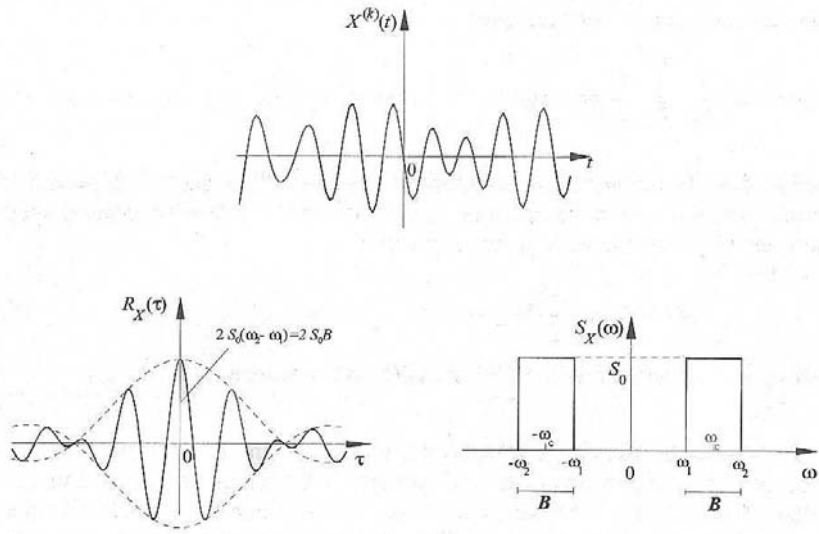 X^(k)(t)
0
t
R_X(τ)
2 S_0(ω_2 - ω_1)=2 S_0B
0
τ
S_X(ω)
S_0
-ω_c
ω_c
-ω_2
-ω_1
0
ω_1
ω_2
ω
B
B